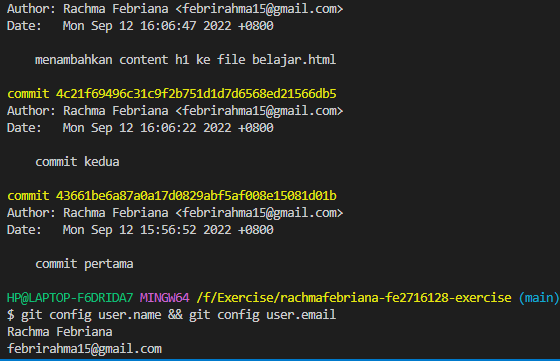 Author: Rachma Febriana <febrirahma15@gmail.com>
Date:   Mon Sep 12 16:06:47 2022 +0800
menambahkan content h1 ke file belajar.html
commit 4c21f69496c31c9f2b751d1d7d6568ed21566db5
Author: Rachma Febriana <febrirahma15@gmail.com>
Date:   Mon Sep 12 16:06:22 2022 +0800
commit kedua
commit 43661be6a87a0a17d0829abf5af008e15081d01b
Author: Rachma Febriana <febrirahma15@gmail.com>
Date:   Mon Sep 12 15:56:52 2022 +0800
commit pertama
HP@LAPTOP-F6DRIDA7 MINGW64 /f/Exercise/rachmafebriana-fe2716128-exercise (main)
$ git config user.name && git config user.email
Rachma Febriana
febrirahma15@gmail.com